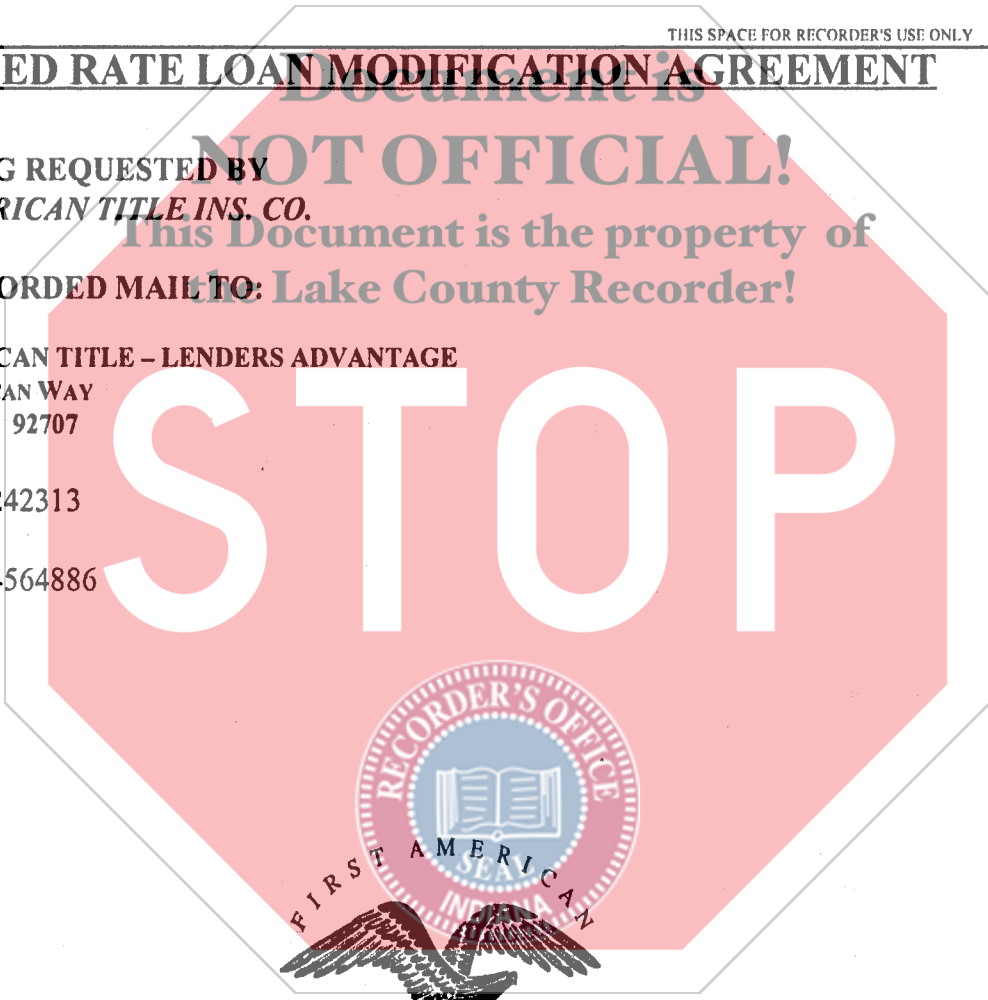 THIS SPACE FOR RECORDER'S USE ONLY
ED RATE LOAN MODIFICATION AGREEMENT
Document is
NOT OFFICIAL!
G REQUESTED BY
RICAN TITLE INS. CO.
This Document is the property of
the Lake County Recorder!
ORDED MAIL TO:
CAN TITLE – LENDERS ADVANTAGE
CAN WAY
92707
STOP
242313
564886
RECORDER'S OFFICE
SEAL
INDIANA
FIRST AMERICAN